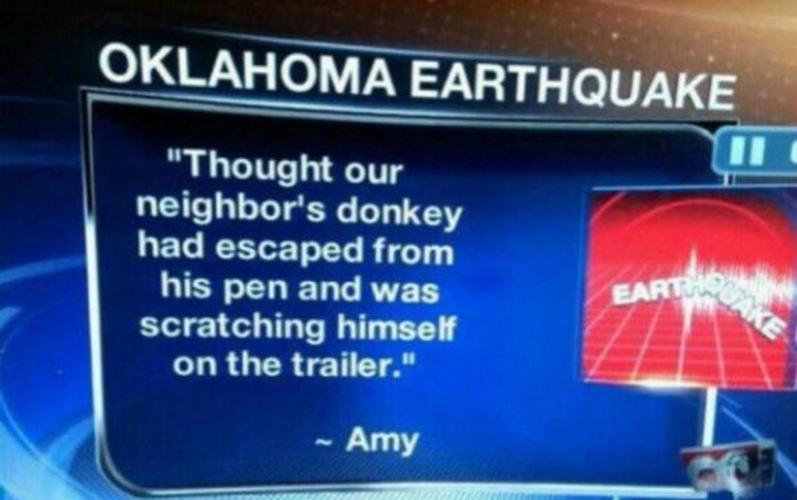 OKLAHOMA EARTHQUAKE
"Thought our
neighbor's donkey
had escaped from
his pen and was
scratching himself
on the trailer."
~ Amy
EARTHQUAKE